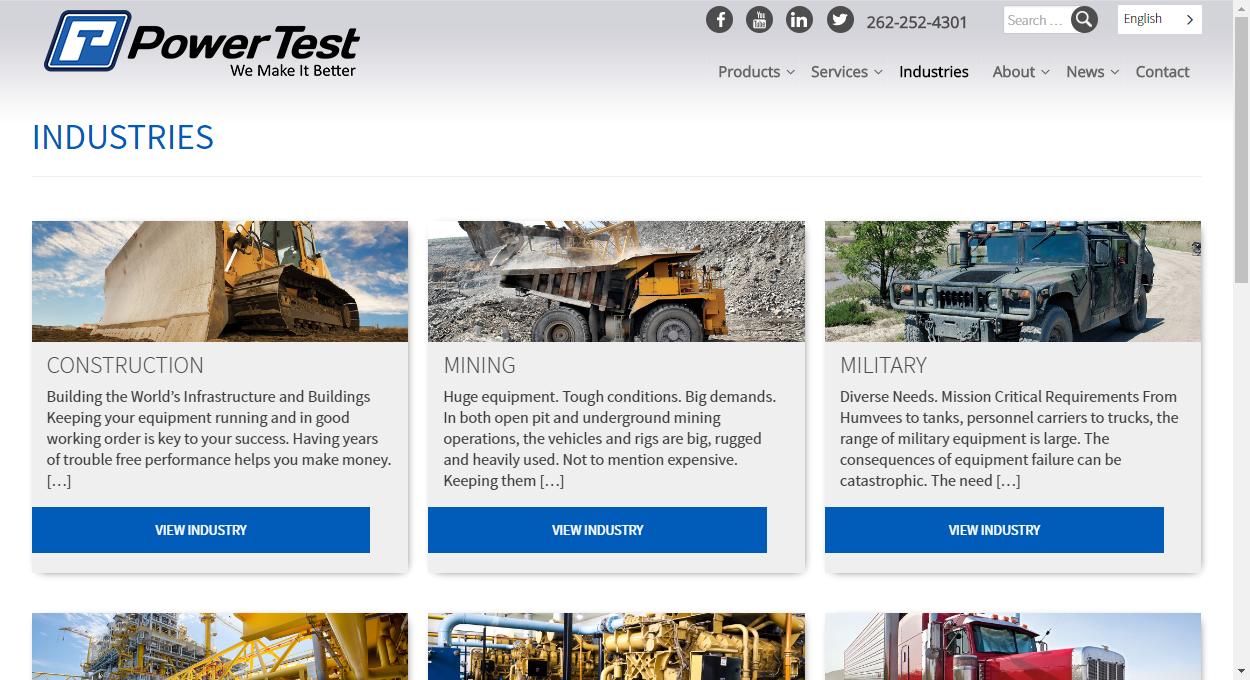 PowerTest
We Make It Better
You Tube
262-252-4301
Search ...
English
Products
Services
Industries
About
News
Contact
INDUSTRIES
CONSTRUCTION
Building the World’s Infrastructure and Buildings
Keeping your equipment running and in good
working order is key to your success. Having years
of trouble free performance helps you make money.
[…]
VIEW INDUSTRY
MINING
Huge equipment. Tough conditions. Big demands.
In both open pit and underground mining
operations, the vehicles and rigs are big, rugged
and heavily used. Not to mention expensive.
Keeping them […]
VIEW INDUSTRY
MILITARY
Diverse Needs. Mission Critical Requirements From
Humvees to tanks, personnel carriers to trucks, the
range of military equipment is large. The
consequences of equipment failure can be
catastrophic. The need […]
VIEW INDUSTRY